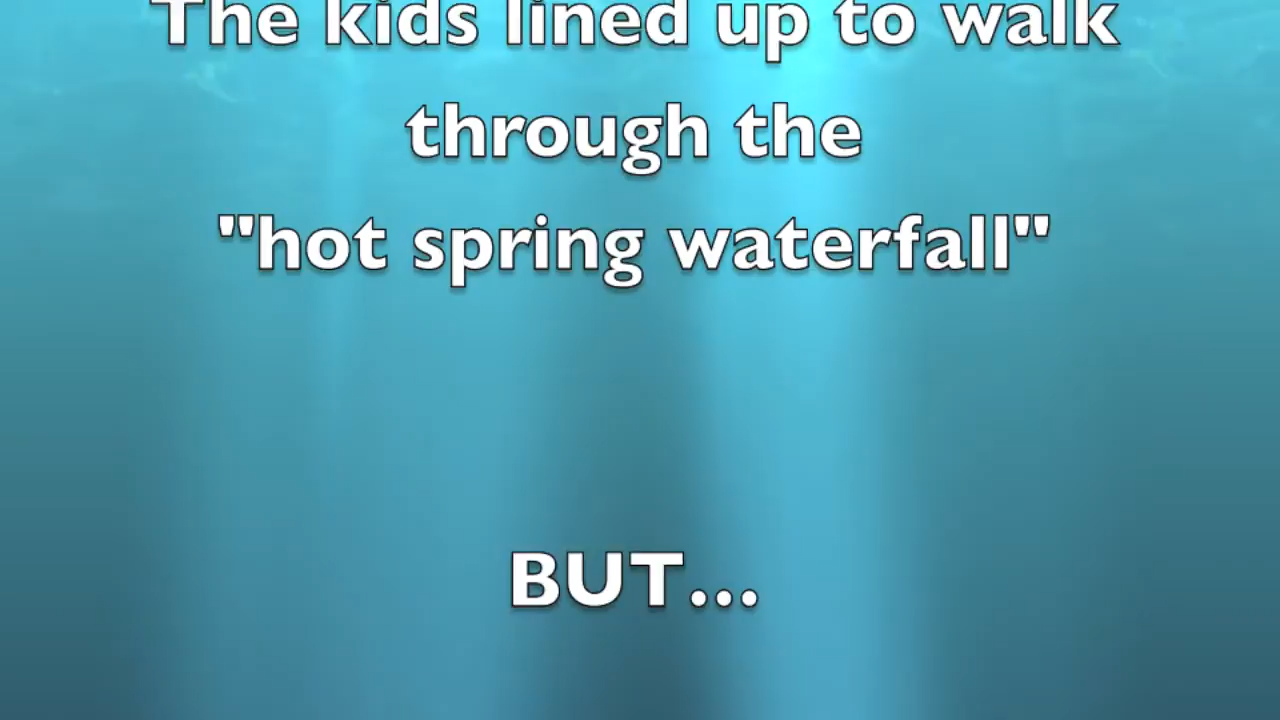 The kids lined up to walk
through the
"hot spring waterfall"
BUT...